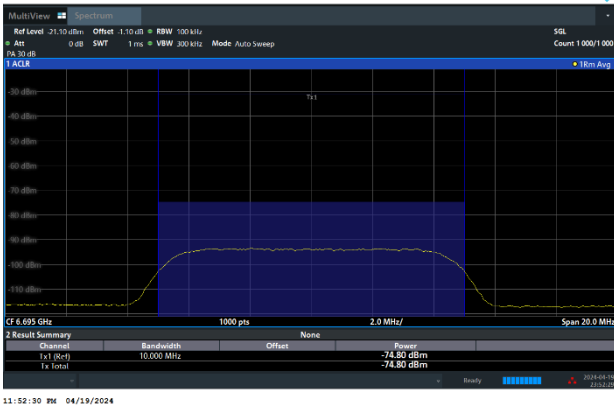 MultiView Spectrum
Ref Level -21.10 dBm Offset -1.10 dB RBW 100 kHz SGL
Att 0 dB SWT 1 ms VBW 300 kHz Mode Auto Sweep Count 1000/1000
PA 30 dB
1 ACLR 1Rm Avg
-30 dBm
Tx1
-40 dBm
-50 dBm
-60 dBm
-70 dBm
-80 dBm
-90 dBm
-100 dBm
-110 dBm
CF 6.695 GHz 1000 pts 2.0 MHz/ Span 20.0 MHz
2 Result Summary None
Channel Bandwidth Offset Power
Tx1 (Ref) 10.000 MHz -74.80 dBm
Tx Total -74.80 dBm
Ready 2024-04-19
23:52:29
11:52:30 PM 04/19/2024